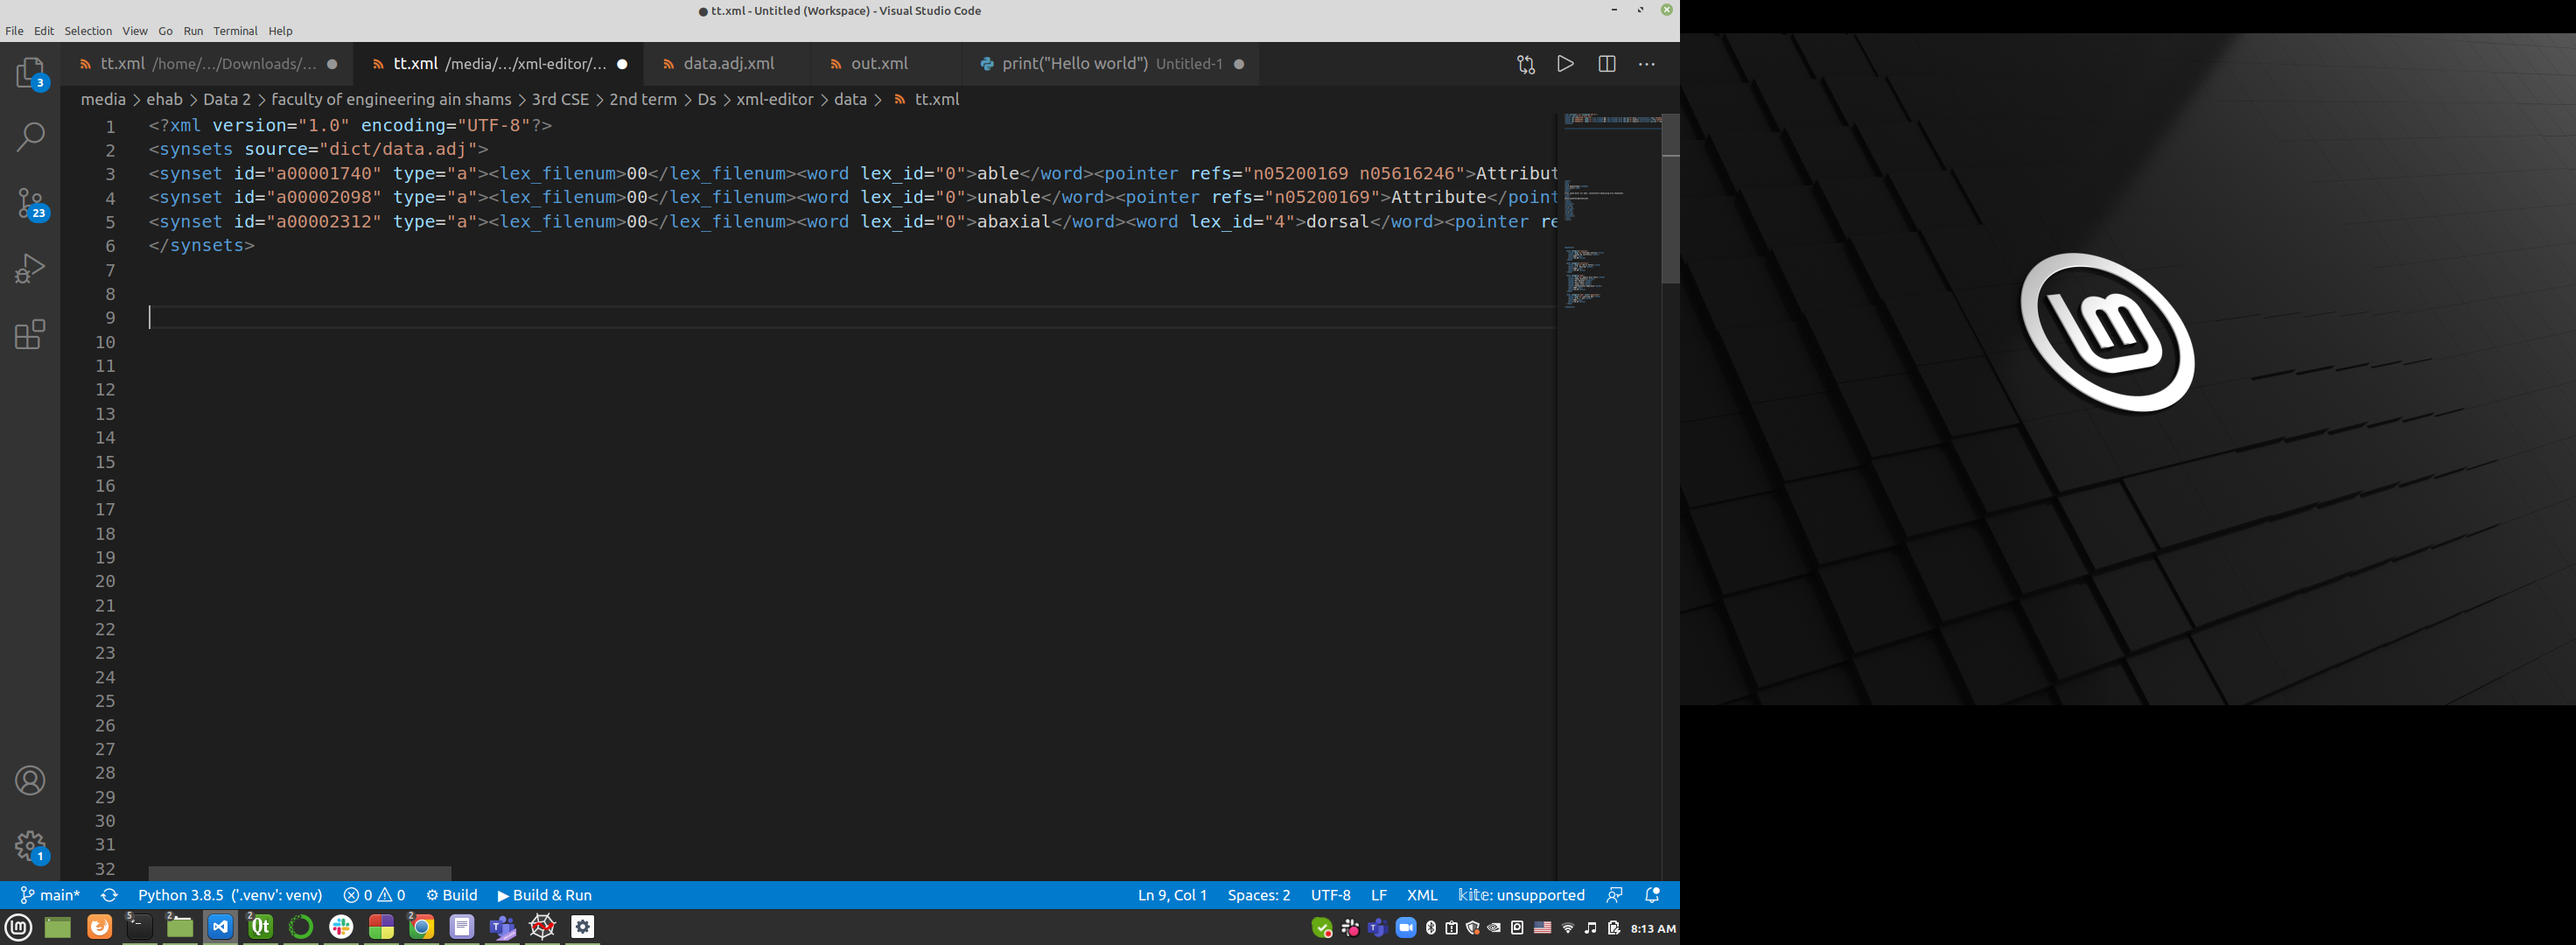 ● tt.xml - Untitled (Workspace) - Visual Studio Code
File Edit Selection View Go Run Terminal Help
tt.xml /home/.../Downloads/... ● tt.xml /media/.../xml-editor/... ● data.adj.xml out.xml print("Hello world") Untitled-1 ●
media > ehab > Data 2 > faculty of engineering ain shams > 3rd CSE > 2nd term > Ds > xml-editor > data > tt.xml
1 <?xml version="1.0" encoding="UTF-8"?>
2 <synsets source="dict/data.adj">
3 <synset id="a00001740" type="a"><lex_filenum>00</lex_filenum><word lex_id="0">able</word><pointer refs="n05200169 n05616246">Attribut
4 <synset id="a00002098" type="a"><lex_filenum>00</lex_filenum><word lex_id="0">unable</word><pointer refs="n05200169">Attribute</point
5 <synset id="a00002312" type="a"><lex_filenum>00</lex_filenum><word lex_id="0">abaxial</word><word lex_id="4">dorsal</word><pointer re
6 </synsets>
7
8
9
10
11
12
13
14
15
16
17
18
19
20
21
22
23
24
25
26
27
28
29
30
31
32
3
23
1
main* Python 3.8.5 ('.venv': venv) 0 0 Build Build & Run Ln 9, Col 1 Spaces: 2 UTF-8 LF XML kite: unsupported
5 2 2 Qt 2 8:13 AM